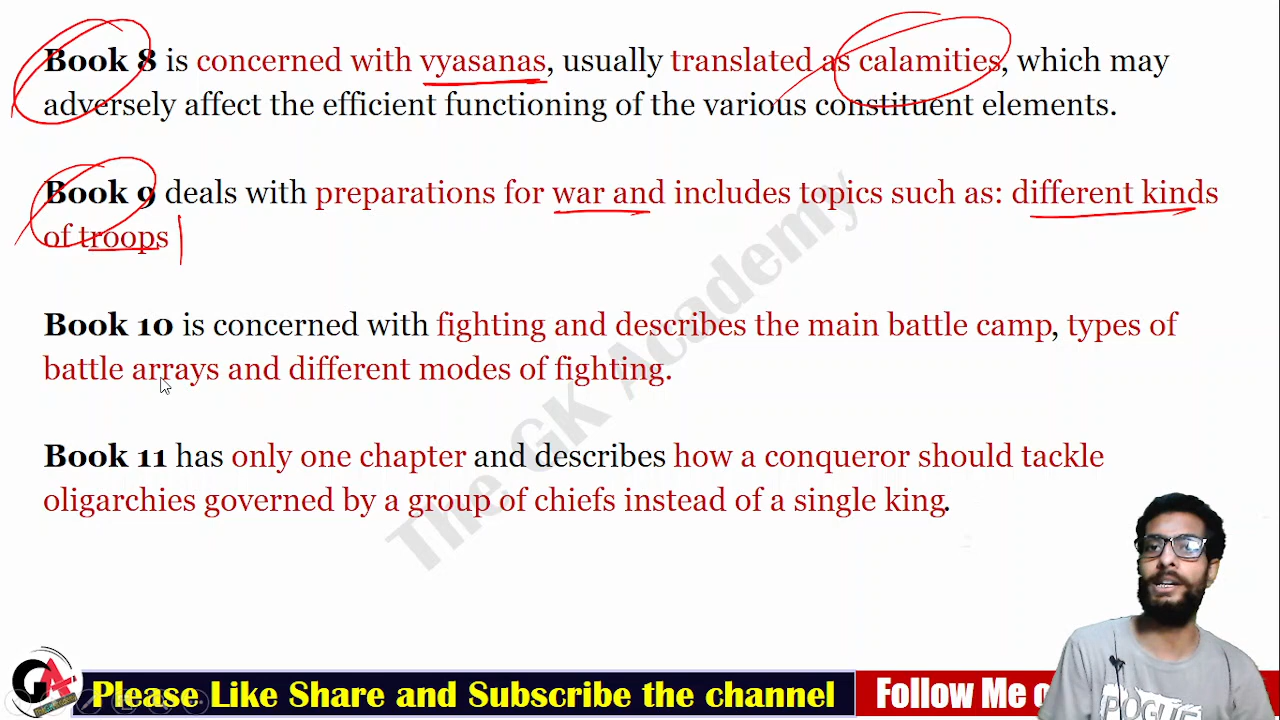 Book 8 is concerned with vyasanas, usually translated as calamities, which may
adversely affect the efficient functioning of the various constituent elements.
Book 9 deals with preparations for war and includes topics such as: different kinds
of troops
Book 10 is concerned with fighting and describes the main battle camp, types of
battle arrays and different modes of fighting.
Book 11 has only one chapter and describes how a conqueror should tackle
oligarchies governed by a group of chiefs instead of a single king.
The GK Academy
GA
Please Like Share and Subscribe the channel
Follow Me o
POGUE